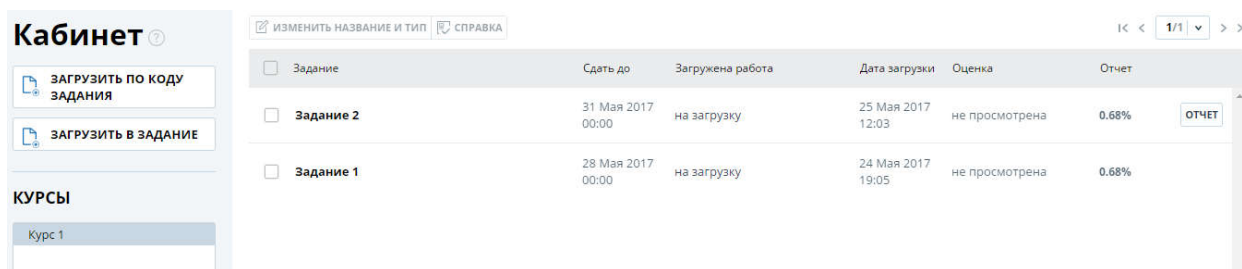 Кабинет ?
ЗАГРУЗИТЬ ПО КОДУ
ЗАДАНИЯ
ЗАГРУЗИТЬ В ЗАДАНИЕ
КУРСЫ
Курс 1
ИЗМЕНИТЬ НАЗВАНИЕ И ТИП СПРАВКА
1/1
Задание Сдать до Загружена работа Дата загрузки Оценка Отчет
Задание 2 31 Мая 2017 00:00 на загрузку 25 Мая 2017 12:03 не просмотрена 0.68% ОТЧЕТ
Задание 1 28 Мая 2017 00:00 на загрузку 24 Мая 2017 19:05 не просмотрена 0.68%